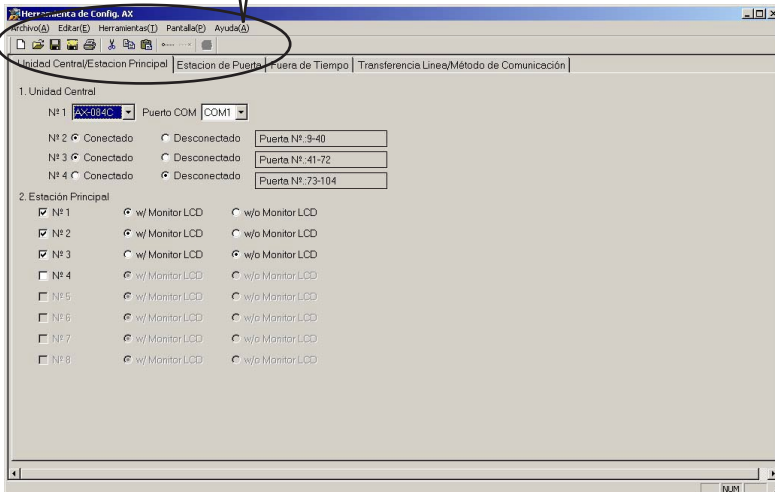 Herramienta de Config. AX
Archivo(A) Editar(E) Herramientas(T) Pantalla(P) Ayuda(A)
Unidad Central/Estacion Principal Estacion de Puerta Fuera de Tiempo Transferencia Linea/Método de Comunicación
1. Unidad Central
Nº 1 AX-084C Puerto COM COM1
Nº 2 Conectado Desconectado Puerta Nº.:9-40
Nº 3 Conectado Desconectado Puerta Nº.:41-72
Nº 4 Conectado Desconectado Puerta Nº.:73-104
2. Estación Principal
Nº 1 w/ Monitor LCD w/o Monitor LCD
Nº 2 w/ Monitor LCD w/o Monitor LCD
Nº 3 w/ Monitor LCD w/o Monitor LCD
Nº 4 w/ Monitor LCD w/o Monitor LCD
Nº 5 w/ Monitor LCD w/o Monitor LCD
Nº 6 w/ Monitor LCD w/o Monitor LCD
Nº 7 w/ Monitor LCD w/o Monitor LCD
Nº 8 w/ Monitor LCD w/o Monitor LCD
NUM